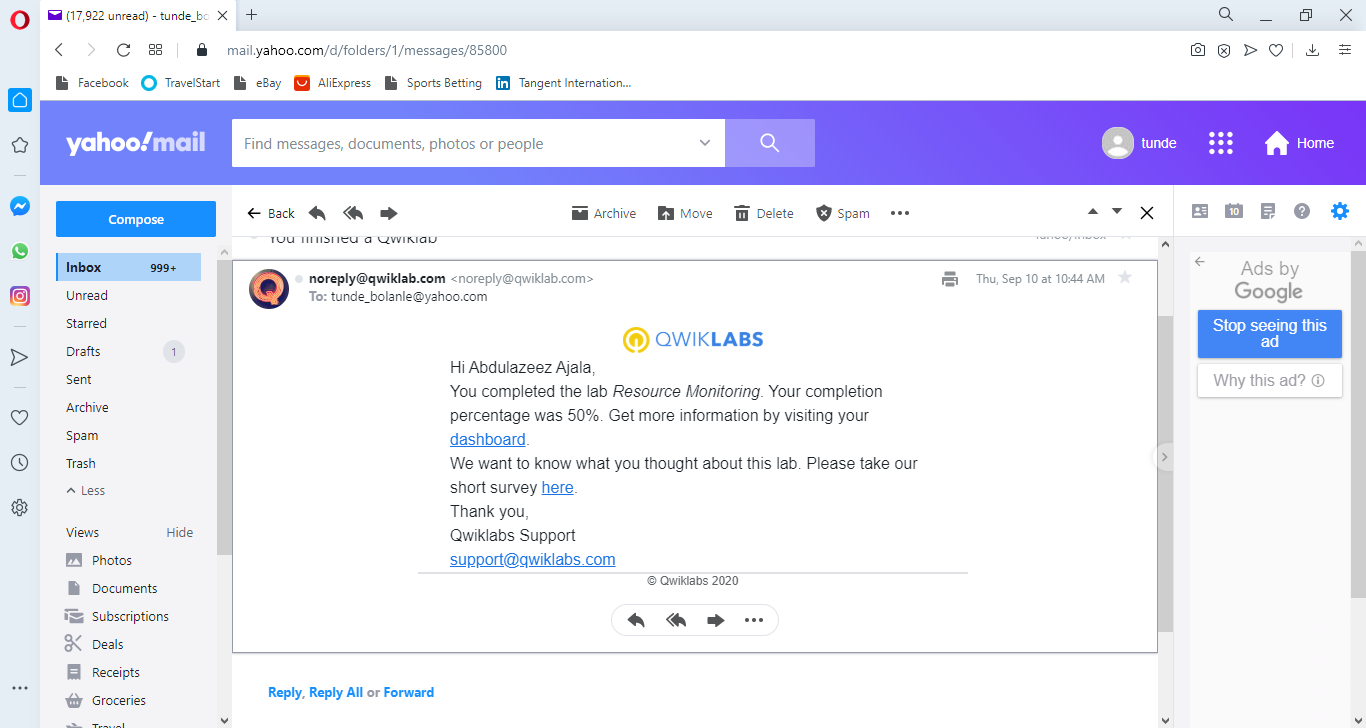 (17,922 unread) - tunde_bo
mail.yahoo.com/d/folders/1/messages/85800
Facebook TravelStart eBay AliExpress Sports Betting Tangent Internation...
yahoo!mail
Find messages, documents, photos or people
tunde
Home
Compose
Back
Archive Move Delete Spam
10
You finished a Qwiklab
Yahoo/Inbox
Inbox 999+
Unread
Starred
Drafts 1
Sent
Archive
Spam
Trash
Less
Views Hide
Photos
Documents
Subscriptions
Deals
Receipts
Groceries
Travel
noreply@qwiklab.com <noreply@qwiklab.com>
Thu, Sep 10 at 10:44 AM
To: tunde_bolanle@yahoo.com
QWIKLABS
Hi Abdulazeez Ajala,
You completed the lab Resource Monitoring. Your completion
percentage was 50%. Get more information by visiting your
dashboard.
We want to know what you thought about this lab. Please take our
short survey here.
Thank you,
Qwiklabs Support
support@qwiklabs.com
© Qwiklabs 2020
Reply, Reply All or Forward
Ads by
Google
Stop seeing this
ad
Why this ad?